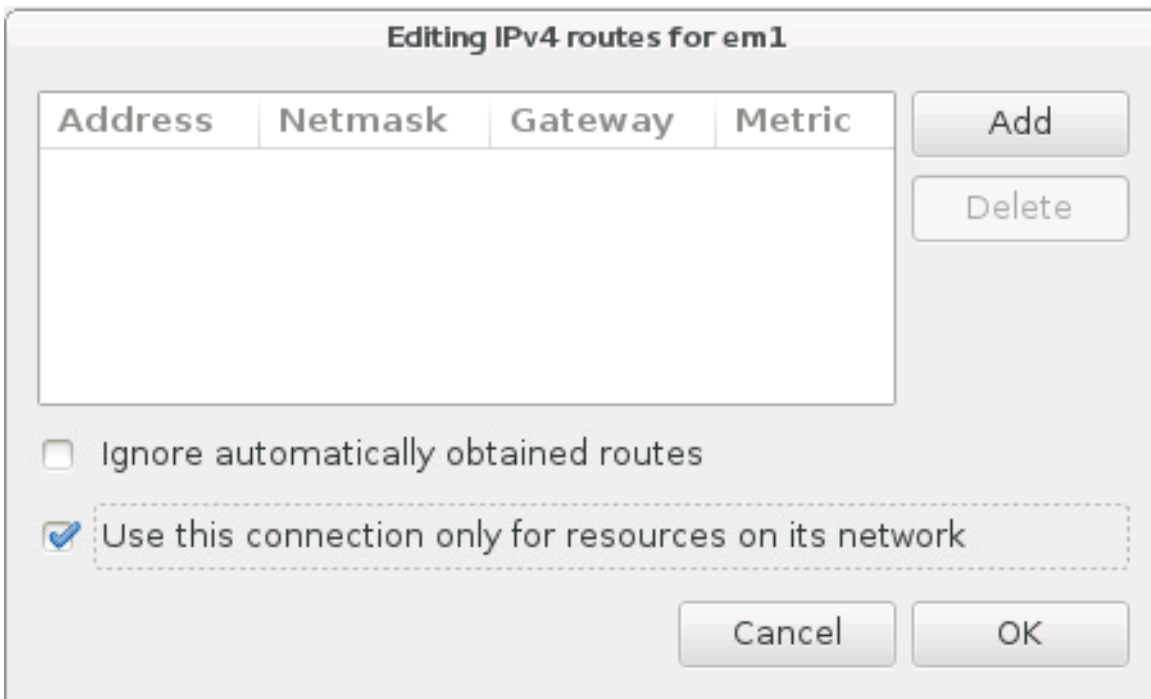 Editing IPv4 routes for em1
Address Netmask Gateway Metric
Add
Delete
Ignore automatically obtained routes
Use this connection only for resources on its network
Cancel OK